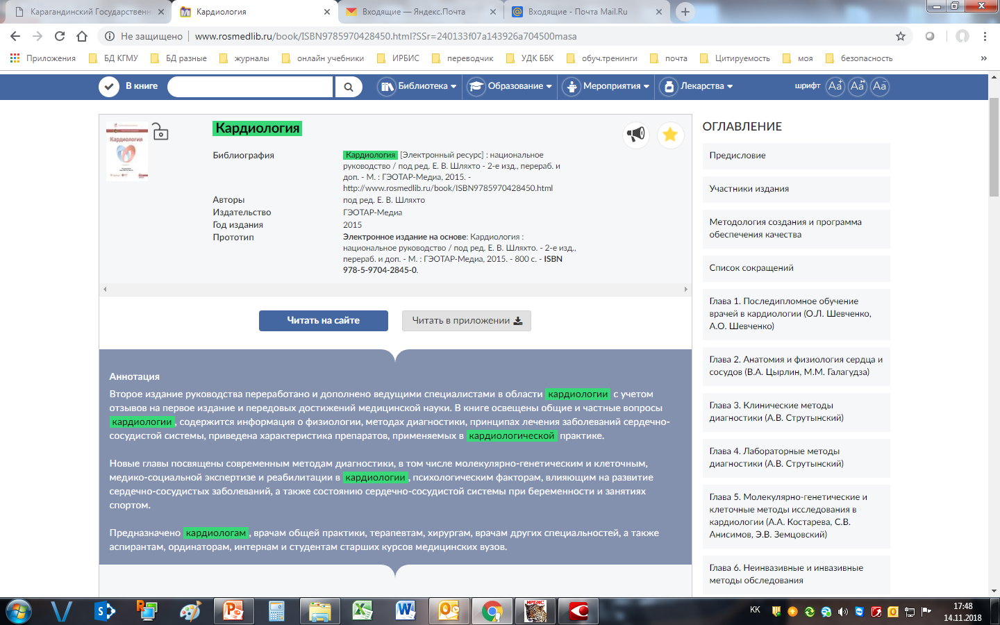 Карагандинский Государственн
Кардиология
Входящие — Яндекс.Почта
Входящие - Почта Mail.Ru
Не защищено
www.rosmedlib.ru/book/ISBN9785970428450.html?SSr=240133f07a143926a704500masa
Приложения
БД КГМУ
БД разные
журналы
онлайн учебники
ИРБИС
переводчик
УДК ББК
обуч.тренинги
почта
Цитируемость
моя
безопасность
»
В книге
Библиотека
Образование
Мероприятия
Лекарства
шрифт
Aa+
Aa
Aa−
Кардиология
Кардиология
Библиография
Кардиология [Электронный ресурс] : национальное
руководство / под ред. Е. В. Шляхто - 2-е изд., перераб. и
доп. - М. : ГЭОТАР-Медиа, 2015. -
http://www.rosmedlib.ru/book/ISBN9785970428450.html
Авторы
под ред. Е. В. Шляхто
Издательство
ГЭОТАР-Медиа
Год издания
2015
Прототип
Электронное издание на основе: Кардиология :
национальное руководство / под ред. Е. В. Шляхто. - 2-е изд.,
перераб. и доп. - М. : ГЭОТАР-Медиа, 2015. - 800 с. - ISBN
978-5-9704-2845-0.
Читать на сайте
Читать в приложении
Аннотация
Второе издание руководства переработано и дополнено ведущими специалистами в области кардиологии с учетом
отзывов на первое издание и передовых достижений медицинской науки. В книге освещены общие и частные вопросы
кардиологии, содержится информация о физиологии, методах диагностики, принципах лечения заболеваний сердечно-
сосудистой системы, приведена характеристика препаратов, применяемых в кардиологической практике.
Новые главы посвящены современным методам диагностики, в том числе молекулярно-генетическим и клеточным,
медико-социальной экспертизе и реабилитации в кардиологии, психологическим факторам, влияющим на развитие
сердечно-сосудистых заболеваний, а также состоянию сердечно-сосудистой системы при беременности и занятиях
спортом.
Предназначено кардиологам, врачам общей практики, терапевтам, хирургам, врачам других специальностей, а также
аспирантам, ординаторам, интернам и студентам старших курсов медицинских вузов.
ОГЛАВЛЕНИЕ
Предисловие
Участники издания
Методология создания и программа
обеспечения качества
Список сокращений
Глава 1. Последипломное обучение
врачей в кардиологии (О.Л. Шевченко,
А.О. Шевченко)
Глава 2. Анатомия и физиология сердца и
сосудов (В.А. Цырлин, М.М. Галагудза)
Глава 3. Клинические методы
диагностики (А.В. Струтынский)
Глава 4. Лабораторные методы
диагностики (А.В. Струтынский)
Глава 5. Молекулярно-генетические и
клеточные методы исследования в
кардиологии (А.А. Костарева, С.В.
Анисимов, Э.В. Земцовский)
Глава 6. Неинвазивные и инвазивные
методы обследования
ИРБИС
KK
17:48
14.11.2018